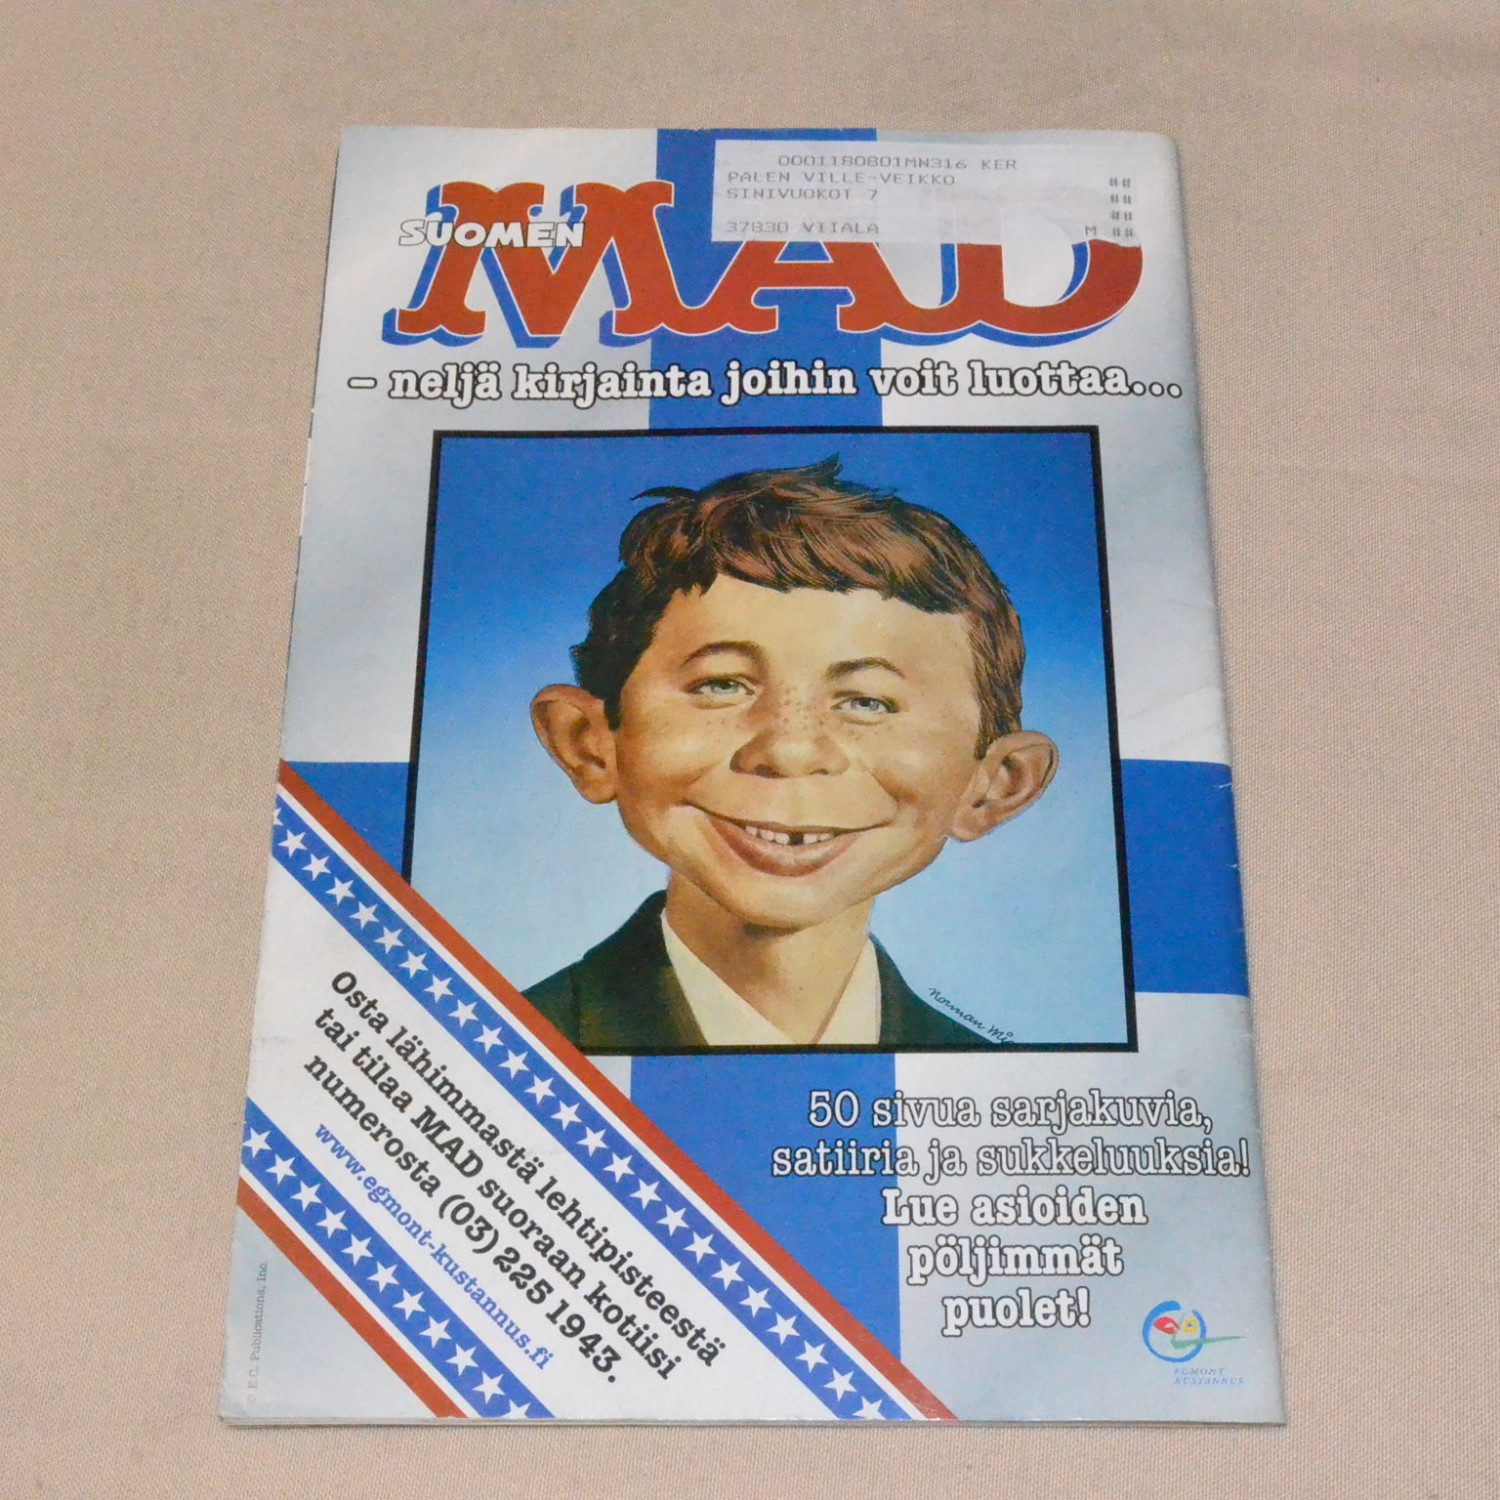 0001180801MN316 KER
PALEN VILLE-VEIKKO ##
SINIVUOKOT 7 ##
##
37830 VIIALA M ##
SUOMEN
MAD
– neljä kirjainta joihin voit luottaa...
Norman
Osta lähimmästä lehtipisteestä
tai tilaa MAD suoraan kotiisi
numerosta (03) 225 1943.
www.egmont-kustannus.fi
50 sivua sarjakuvia,
satiiria ja sukkeluuksia!
Lue asioiden
pöljimmät
puolet!
EGMONT
KUSTANNUS
© E.C. Publications, Inc.